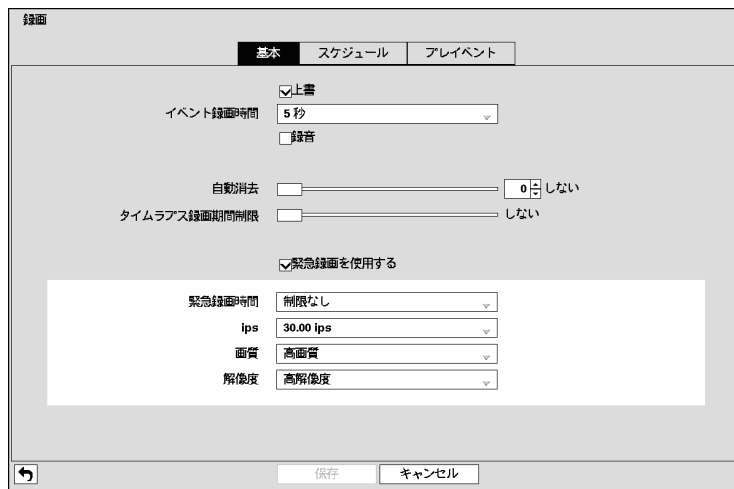 録画
基本 スケジュール プレイベント
上書
イベント録画時間 5 秒
録音
自動消去 0 しない
タイムラプス録画期間制限 しない
緊急録画を使用する
緊急録画時間 制限なし
ips 30.00 ips
画質 高画質
解像度 高解像度
保存 キャンセル